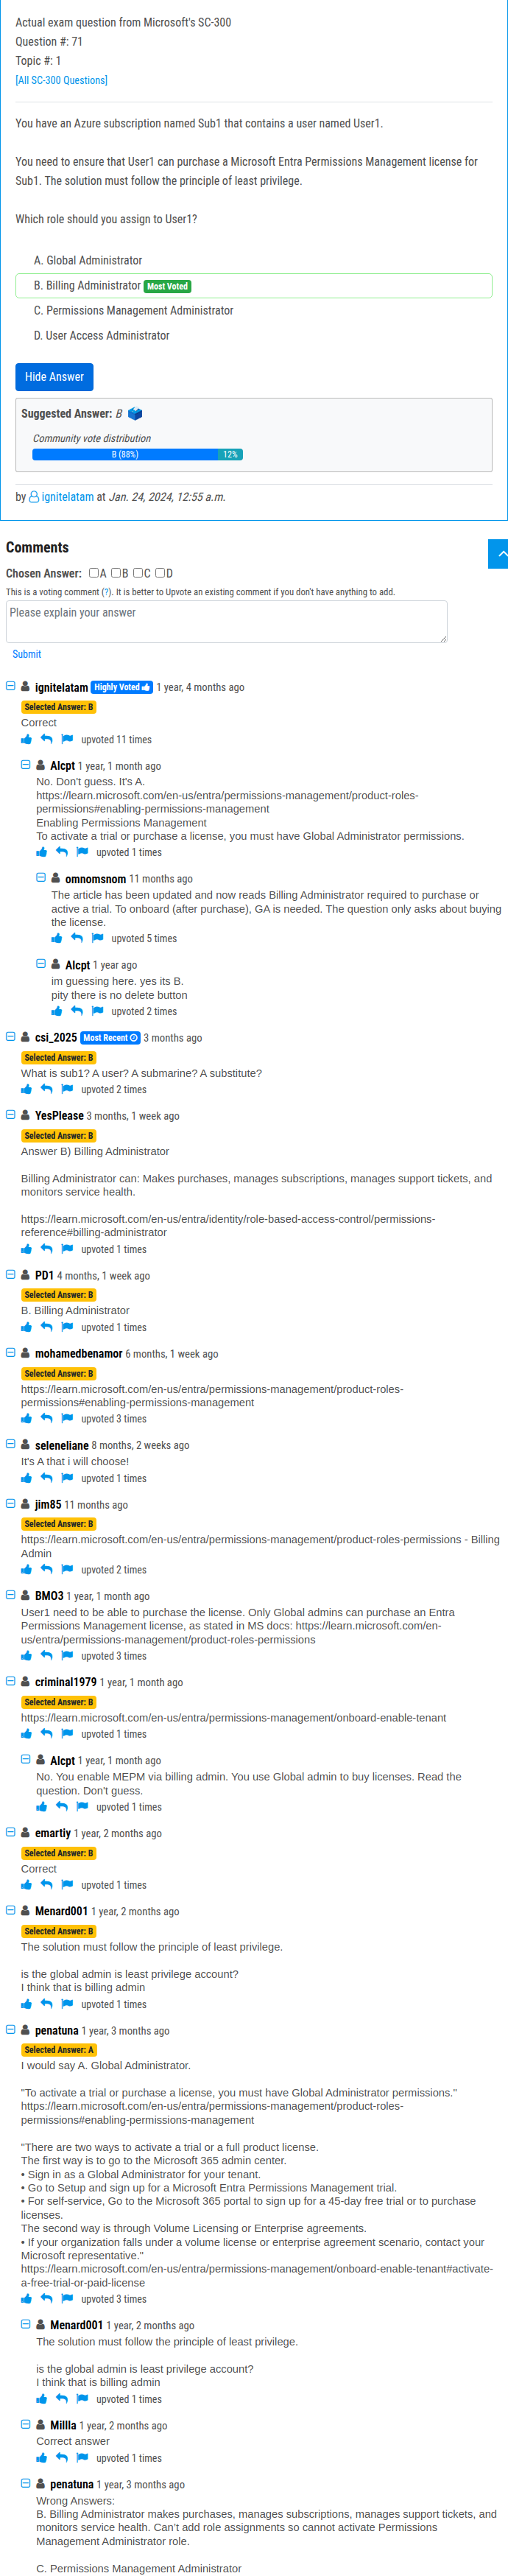 Actual exam question from Microsoft's SC-300
Question #: 71
Topic #: 1
[All SC-300 Questions]
You have an Azure subscription named Sub1 that contains a user named User1.
You need to ensure that User1 can purchase a Microsoft Entra Permissions Management license for
Sub1. The solution must follow the principle of least privilege.
Which role should you assign to User1?
A. Global Administrator
B. Billing Administrator Most Voted
C. Permissions Management Administrator
D. User Access Administrator
Hide Answer
Suggested Answer: B
Community vote distribution
B (88%) 12%
by ignitelatam at Jan. 24, 2024, 12:55 a.m.
Comments
Chosen Answer: A B C D
This is a voting comment (?). It is better to Upvote an existing comment if you don't have anything to add.
Please explain your answer
Submit
ignitelatam Highly Voted 1 year, 4 months ago
Selected Answer: B
Correct
upvoted 11 times
Alcpt 1 year, 1 month ago
No. Don't guess. It's A.
https://learn.microsoft.com/en-us/entra/permissions-management/product-roles-
permissions#enabling-permissions-management
Enabling Permissions Management
To activate a trial or purchase a license, you must have Global Administrator permissions.
upvoted 1 times
omnomsnom 11 months ago
The article has been updated and now reads Billing Administrator required to purchase or
active a trial. To onboard (after purchase), GA is needed. The question only asks about buying
the license.
upvoted 5 times
Alcpt 1 year ago
im guessing here. yes its B.
pity there is no delete button
upvoted 2 times
csi_2025 Most Recent 3 months ago
Selected Answer: B
What is sub1? A user? A submarine? A substitute?
upvoted 2 times
YesPlease 3 months, 1 week ago
Selected Answer: B
Answer B) Billing Administrator
Billing Administrator can: Makes purchases, manages subscriptions, manages support tickets, and
monitors service health.
https://learn.microsoft.com/en-us/entra/identity/role-based-access-control/permissions-
reference#billing-administrator
upvoted 1 times
PD1 4 months, 1 week ago
Selected Answer: B
B. Billing Administrator
upvoted 1 times
mohamedbenamor 6 months, 1 week ago
Selected Answer: B
https://learn.microsoft.com/en-us/entra/permissions-management/product-roles-
permissions#enabling-permissions-management
upvoted 3 times
seleneliane 8 months, 2 weeks ago
It's A that i will choose!
upvoted 1 times
jim85 11 months ago
Selected Answer: B
https://learn.microsoft.com/en-us/entra/permissions-management/product-roles-permissions - Billing
Admin
upvoted 2 times
BMO3 1 year, 1 month ago
User1 need to be able to purchase the license. Only Global admins can purchase an Entra
Permissions Management license, as stated in MS docs: https://learn.microsoft.com/en-
us/entra/permissions-management/product-roles-permissions
upvoted 3 times
criminal1979 1 year, 1 month ago
Selected Answer: B
https://learn.microsoft.com/en-us/entra/permissions-management/onboard-enable-tenant
upvoted 1 times
Alcpt 1 year, 1 month ago
No. You enable MEPM via billing admin. You use Global admin to buy licenses. Read the
question. Don't guess.
upvoted 1 times
emartiy 1 year, 2 months ago
Selected Answer: B
Correct
upvoted 1 times
Menard001 1 year, 2 months ago
Selected Answer: B
The solution must follow the principle of least privilege.
is the global admin is least privilege account?
I think that is billing admin
upvoted 1 times
penatuna 1 year, 3 months ago
Selected Answer: A
I would say A. Global Administrator.
"To activate a trial or purchase a license, you must have Global Administrator permissions."
https://learn.microsoft.com/en-us/entra/permissions-management/product-roles-
permissions#enabling-permissions-management
"There are two ways to activate a trial or a full product license.
The first way is to go to the Microsoft 365 admin center.
• Sign in as a Global Administrator for your tenant.
• Go to Setup and sign up for a Microsoft Entra Permissions Management trial.
• For self-service, Go to the Microsoft 365 portal to sign up for a 45-day free trial or to purchase
licenses.
The second way is through Volume Licensing or Enterprise agreements.
• If your organization falls under a volume license or enterprise agreement scenario, contact your
Microsoft representative."
https://learn.microsoft.com/en-us/entra/permissions-management/onboard-enable-tenant#activate-
a-free-trial-or-paid-license
upvoted 3 times
Menard001 1 year, 2 months ago
The solution must follow the principle of least privilege.
is the global admin is least privilege account?
I think that is billing admin
upvoted 1 times
Millla 1 year, 2 months ago
Correct answer
upvoted 1 times
penatuna 1 year, 3 months ago
Wrong Answers:
B. Billing Administrator makes purchases, manages subscriptions, manages support tickets, and
monitors service health. Can't add role assignments so cannot activate Permissions
Management Administrator role.
C. Permissions Management Administrator